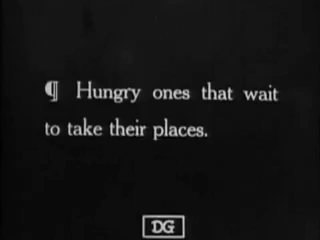 ¶ Hungry ones that wait
to take their places.
DG